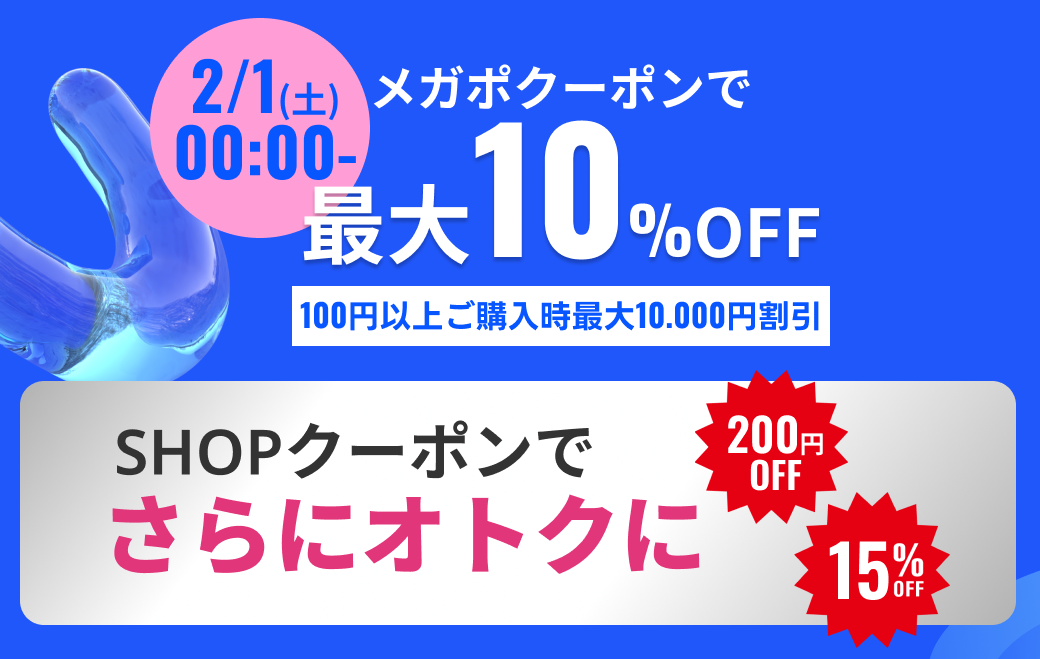 2/1(土)
00:00-
メガポクーポンで
最大10%OFF
100円以上ご購入時最大10.000円割引
SHOPクーポンで
さらにオトクに
200円
OFF
15%
OFF